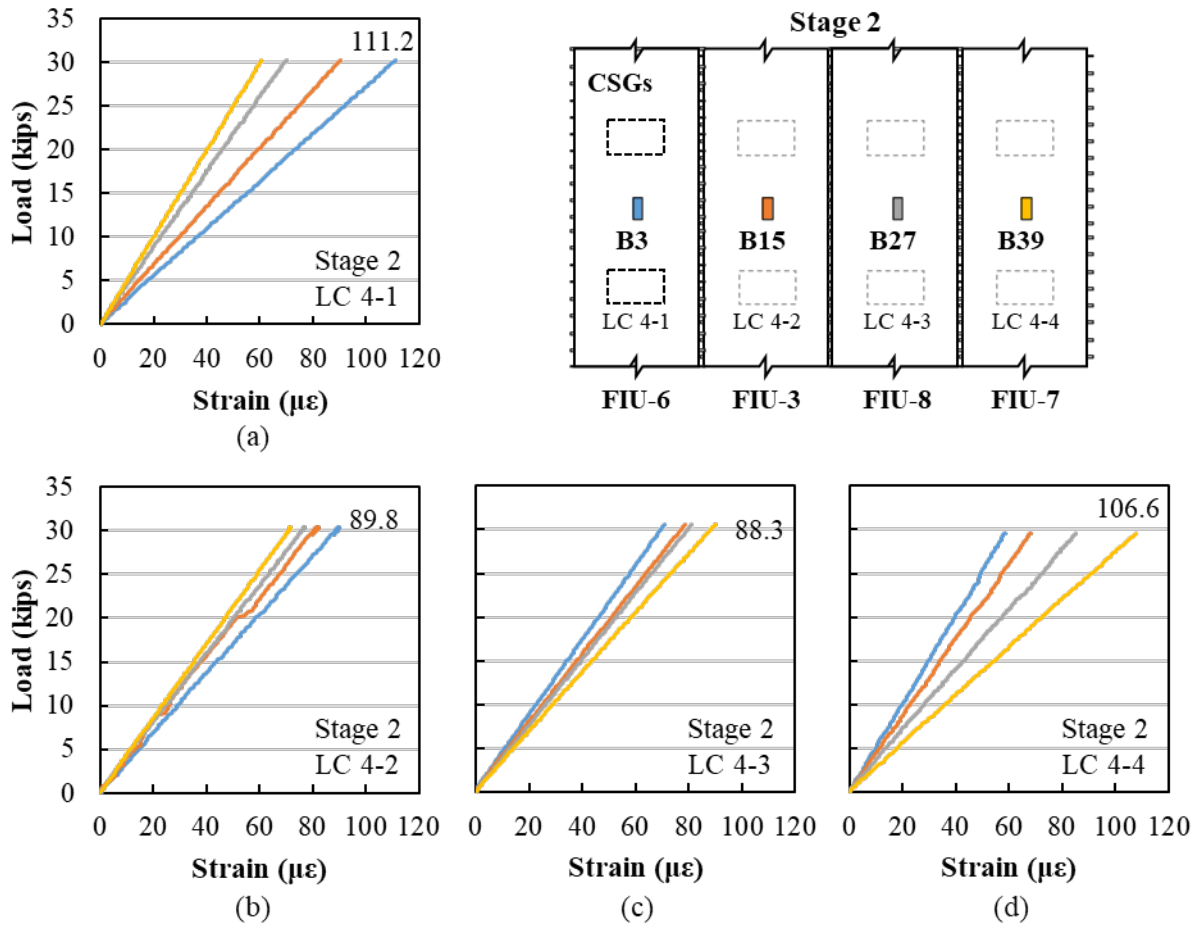 35
30
25
20
15
10
5
0
Load (kips)
111.2
Stage 2
LC 4-1
0 20 40 60 80 100 120
Strain (με)
(a)
Stage 2
CSGs
B3 B15 B27 B39
LC 4-1 LC 4-2 LC 4-3 LC 4-4
FIU-6 FIU-3 FIU-8 FIU-7
35
30
25
20
15
10
5
0
Load (kips)
89.8
Stage 2
LC 4-2
0 20 40 60 80 100 120
Strain (με)
(b)
88.3
Stage 2
LC 4-3
0 20 40 60 80 100 120
Strain (με)
(c)
106.6
Stage 2
LC 4-4
0 20 40 60 80 100 120
Strain (με)
(d)